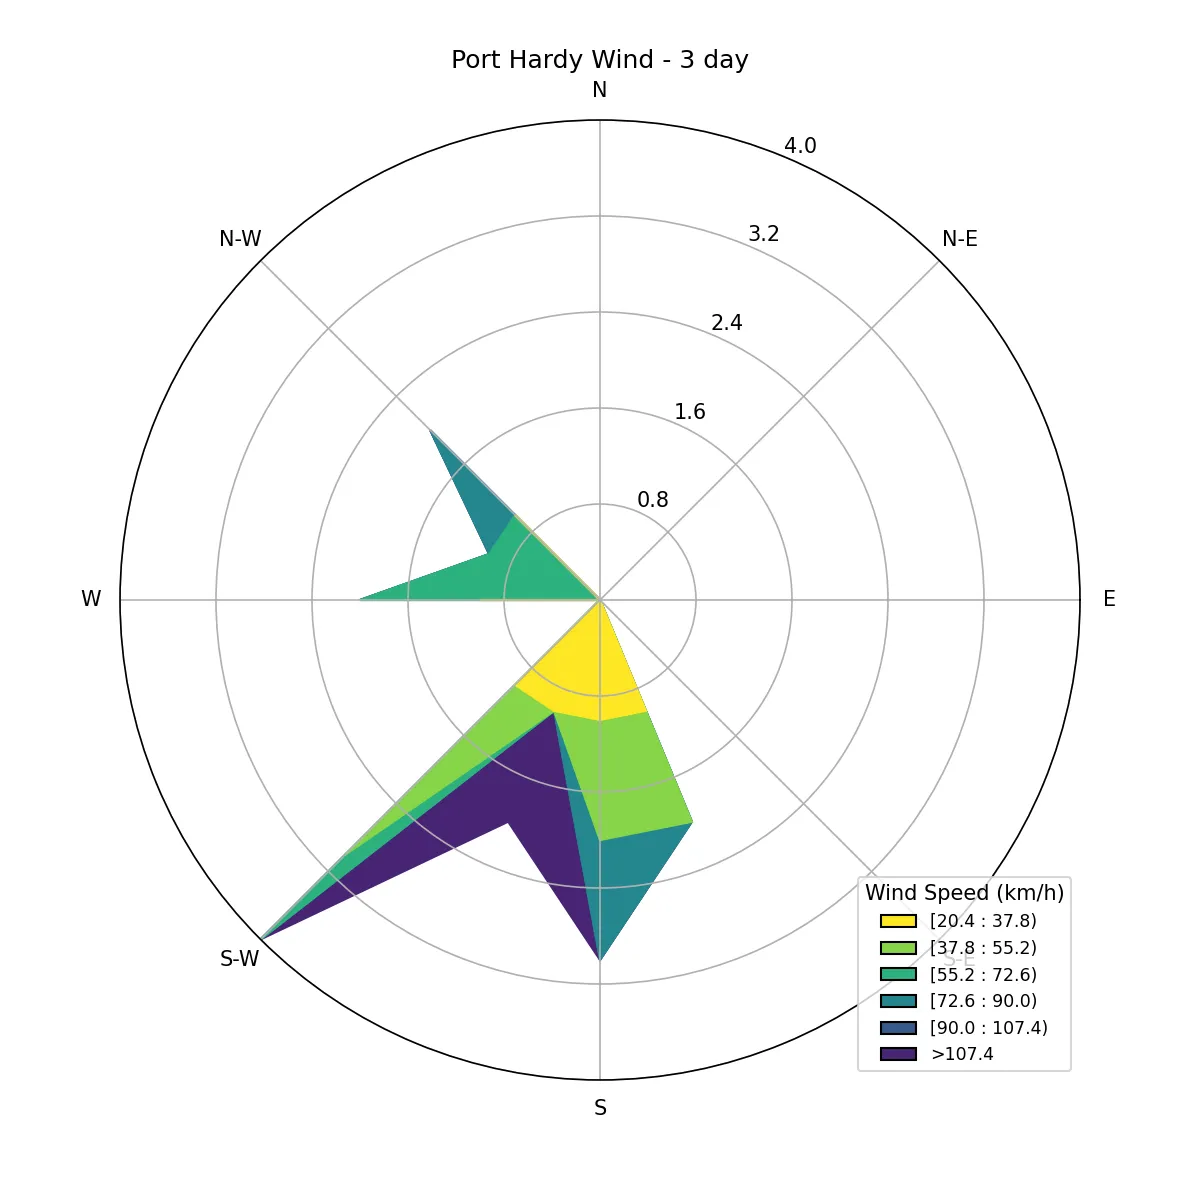 Port Hardy Wind - 3 day
N
4.0
3.2
N-W
N-E
2.4
1.6
0.8
W
E
S-W
S-E
Wind Speed (km/h)
[20.4 : 37.8)
[37.8 : 55.2)
[55.2 : 72.6)
[72.6 : 90.0)
[90.0 : 107.4)
>107.4
S